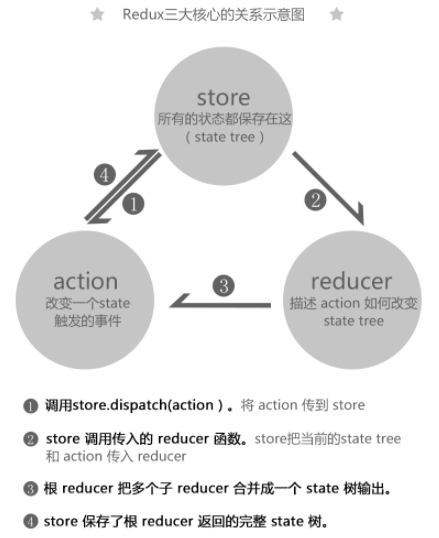 Redux三大核心的关系示意图
store
所有的状态都保存在这
（state tree）
4
1
2
action
改变一个state
触发的事件
3
reducer
描述 action 如何改变
state tree
1 调用store.dispatch(action ) 。将 action 传到 store
2 store 调用传入的 reducer 函数。store把当前的state tree
和 action 传入 reducer
3 根 reducer 把多个子 reducer 合并成一个 state 树输出。
4 store 保存了根 reducer 返回的完整 state 树。